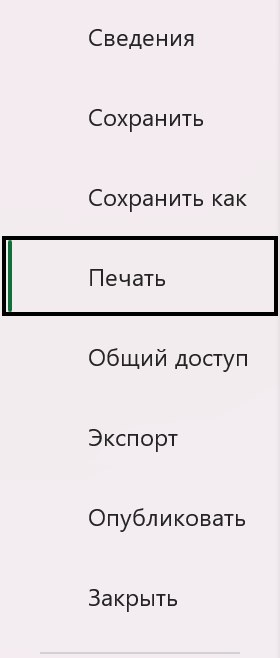 Сведения
Сохранить
Сохранить как
Печать
Общий доступ
Экспорт
Опубликовать
Закрыть